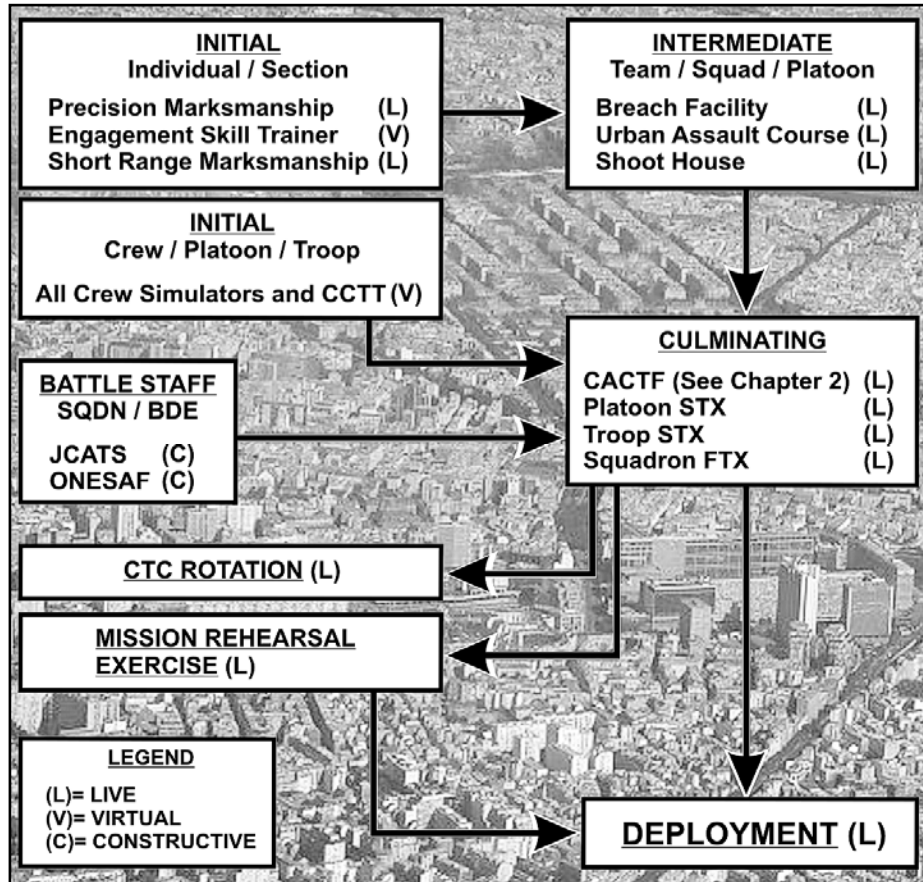 INITIAL
Individual / Section
Precision Marksmanship (L)
Engagement Skill Trainer (V)
Short Range Marksmanship (L)
INTERMEDIATE
Team / Squad / Platoon
Breach Facility (L)
Urban Assault Course (L)
Shoot House (L)
INITIAL
Crew / Platoon / Troop
All Crew Simulators and CCTT (V)
BATTLE STAFF
SQDN / BDE
JCATS (C)
ONESAF (C)
CULMINATING
CACTF (See Chapter 2) (L)
Platoon STX (L)
Troop STX (L)
Squadron FTX (L)
CTC ROTATION (L)
MISSION REHEARSAL
EXERCISE (L)
LEGEND
(L)= LIVE
(V)= VIRTUAL
(C)= CONSTRUCTIVE
DEPLOYMENT (L)